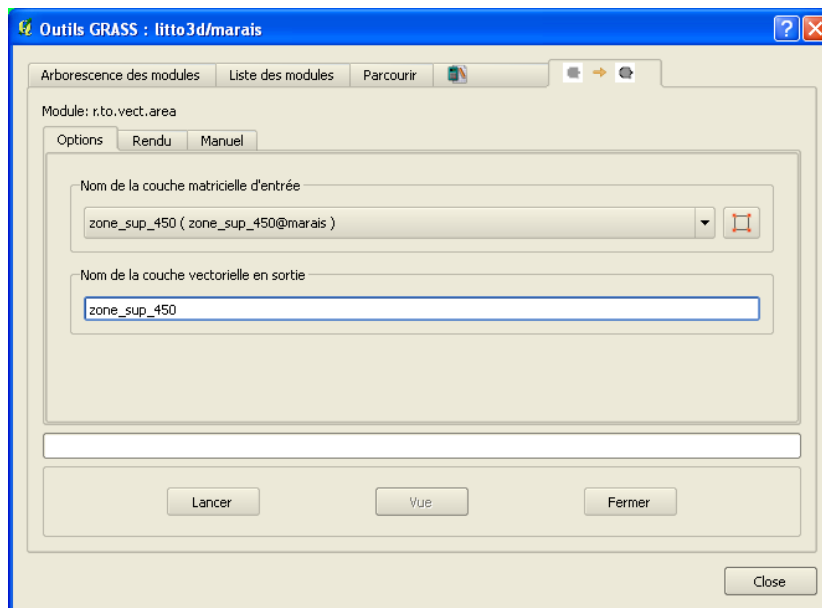 Outils GRASS : litto3d/marais
Arborescence des modules
Liste des modules
Parcourir
Module: r.to.vect.area
Options
Rendu
Manuel
Nom de la couche matricielle d'entrée
zone_sup_450 ( zone_sup_450@marais )
Nom de la couche vectorielle en sortie
zone_sup_450
Lancer
Vue
Fermer
Close